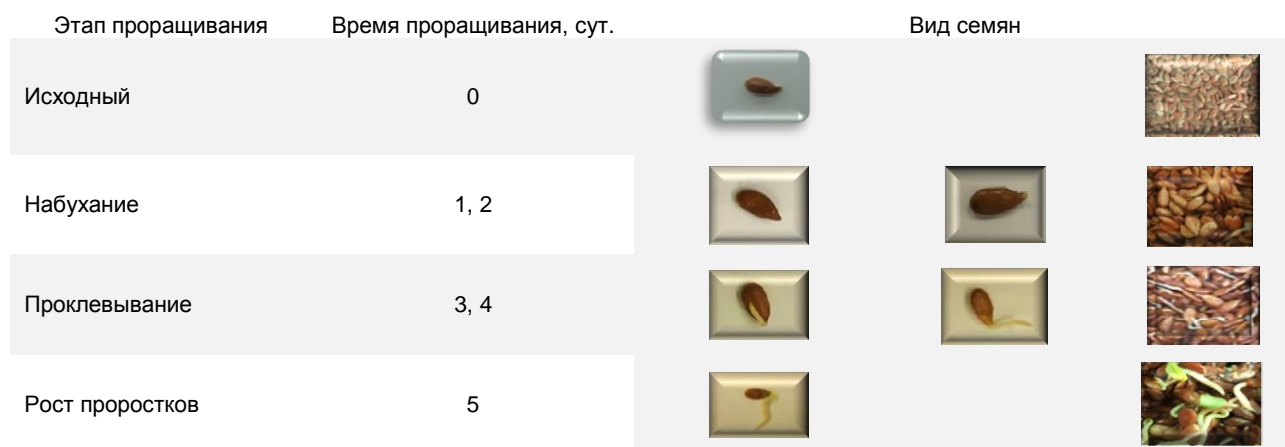 Этап проращивания Время проращивания, сут. Вид семян
Исходный 0
Набухание 1, 2
Проклевывание 3, 4
Рост проростков 5